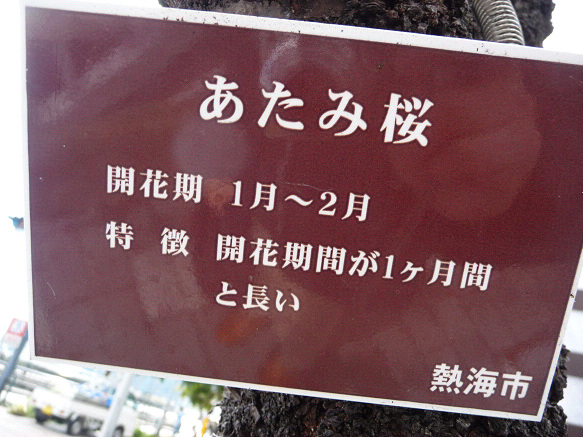 あたみ桜
開花期 1月〜2月
特 徴 開花期間が1ヶ月間
と長い
熱海市